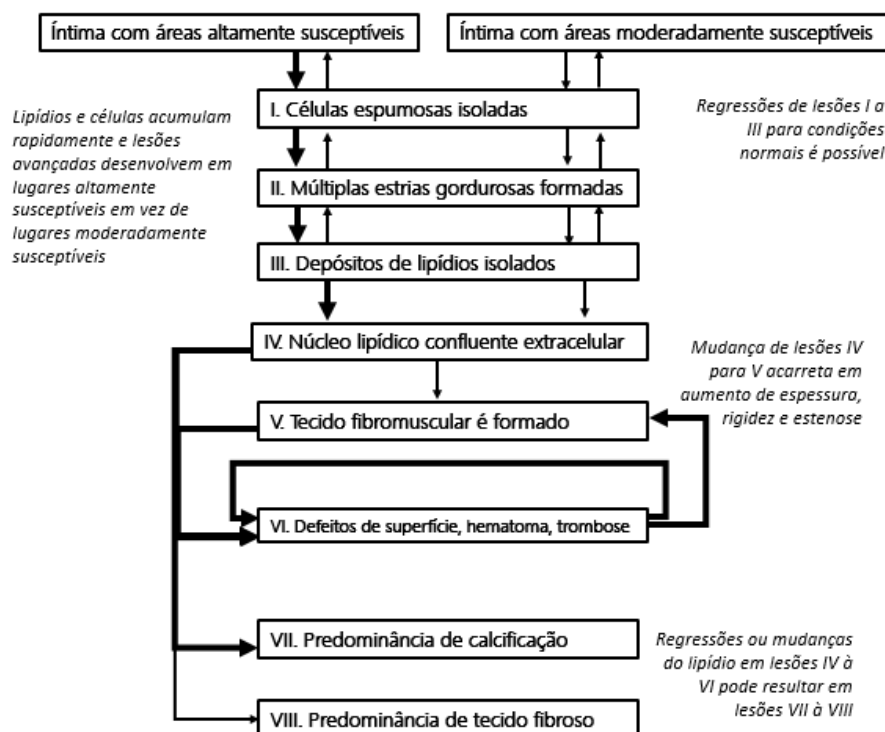 Íntima com áreas altamente susceptíveis
Íntima com áreas moderadamente susceptíveis
I. Células espumosas isoladas
Lipídios e células acumulam
rapidamente e lesões
avançadas desenvolvem em
lugares altamente
susceptíveis em vez de
lugares moderadamente
susceptíveis
Regressões de lesões I a
III para condições
normais é possível
II. Múltiplas estrias gordurosas formadas
III. Depósitos de lipídios isolados
IV. Núcleo lipídico confluente extracelular
Mudança de lesões IV
para V acarreta em
aumento de espessura,
rigidez e estenose
V. Tecido fibromuscular é formado
VI. Defeitos de superfície, hematoma, trombose
VII. Predominância de calcificação
Regressões ou mudanças
do lipídio em lesões IV à
VI pode resultar em
lesões VII à VIII
VIII. Predominância de tecido fibroso